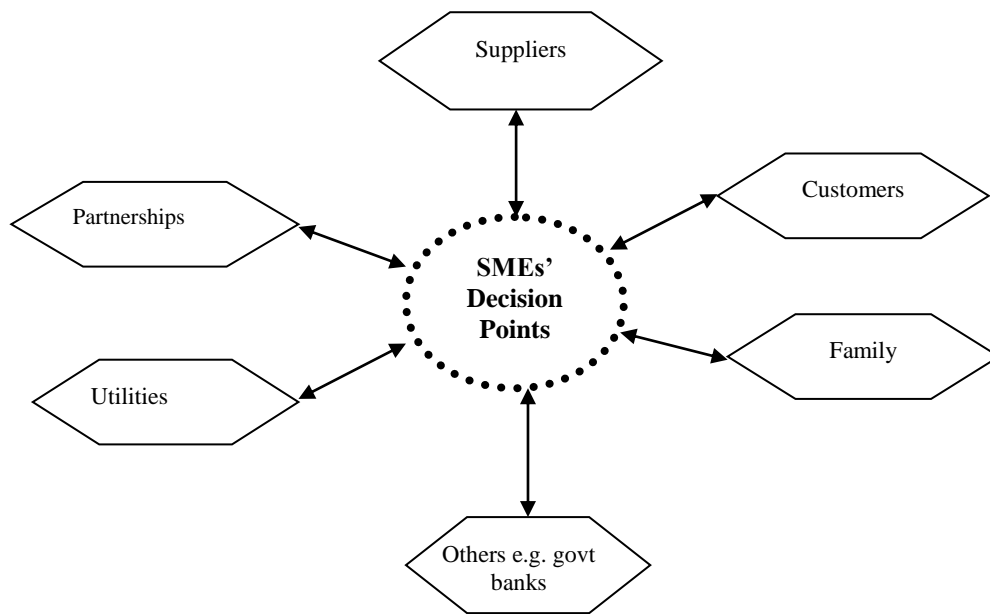 Suppliers
Customers
Partnerships
SMEs’
Decision
Points
Family
Utilities
Others e.g. govt
banks